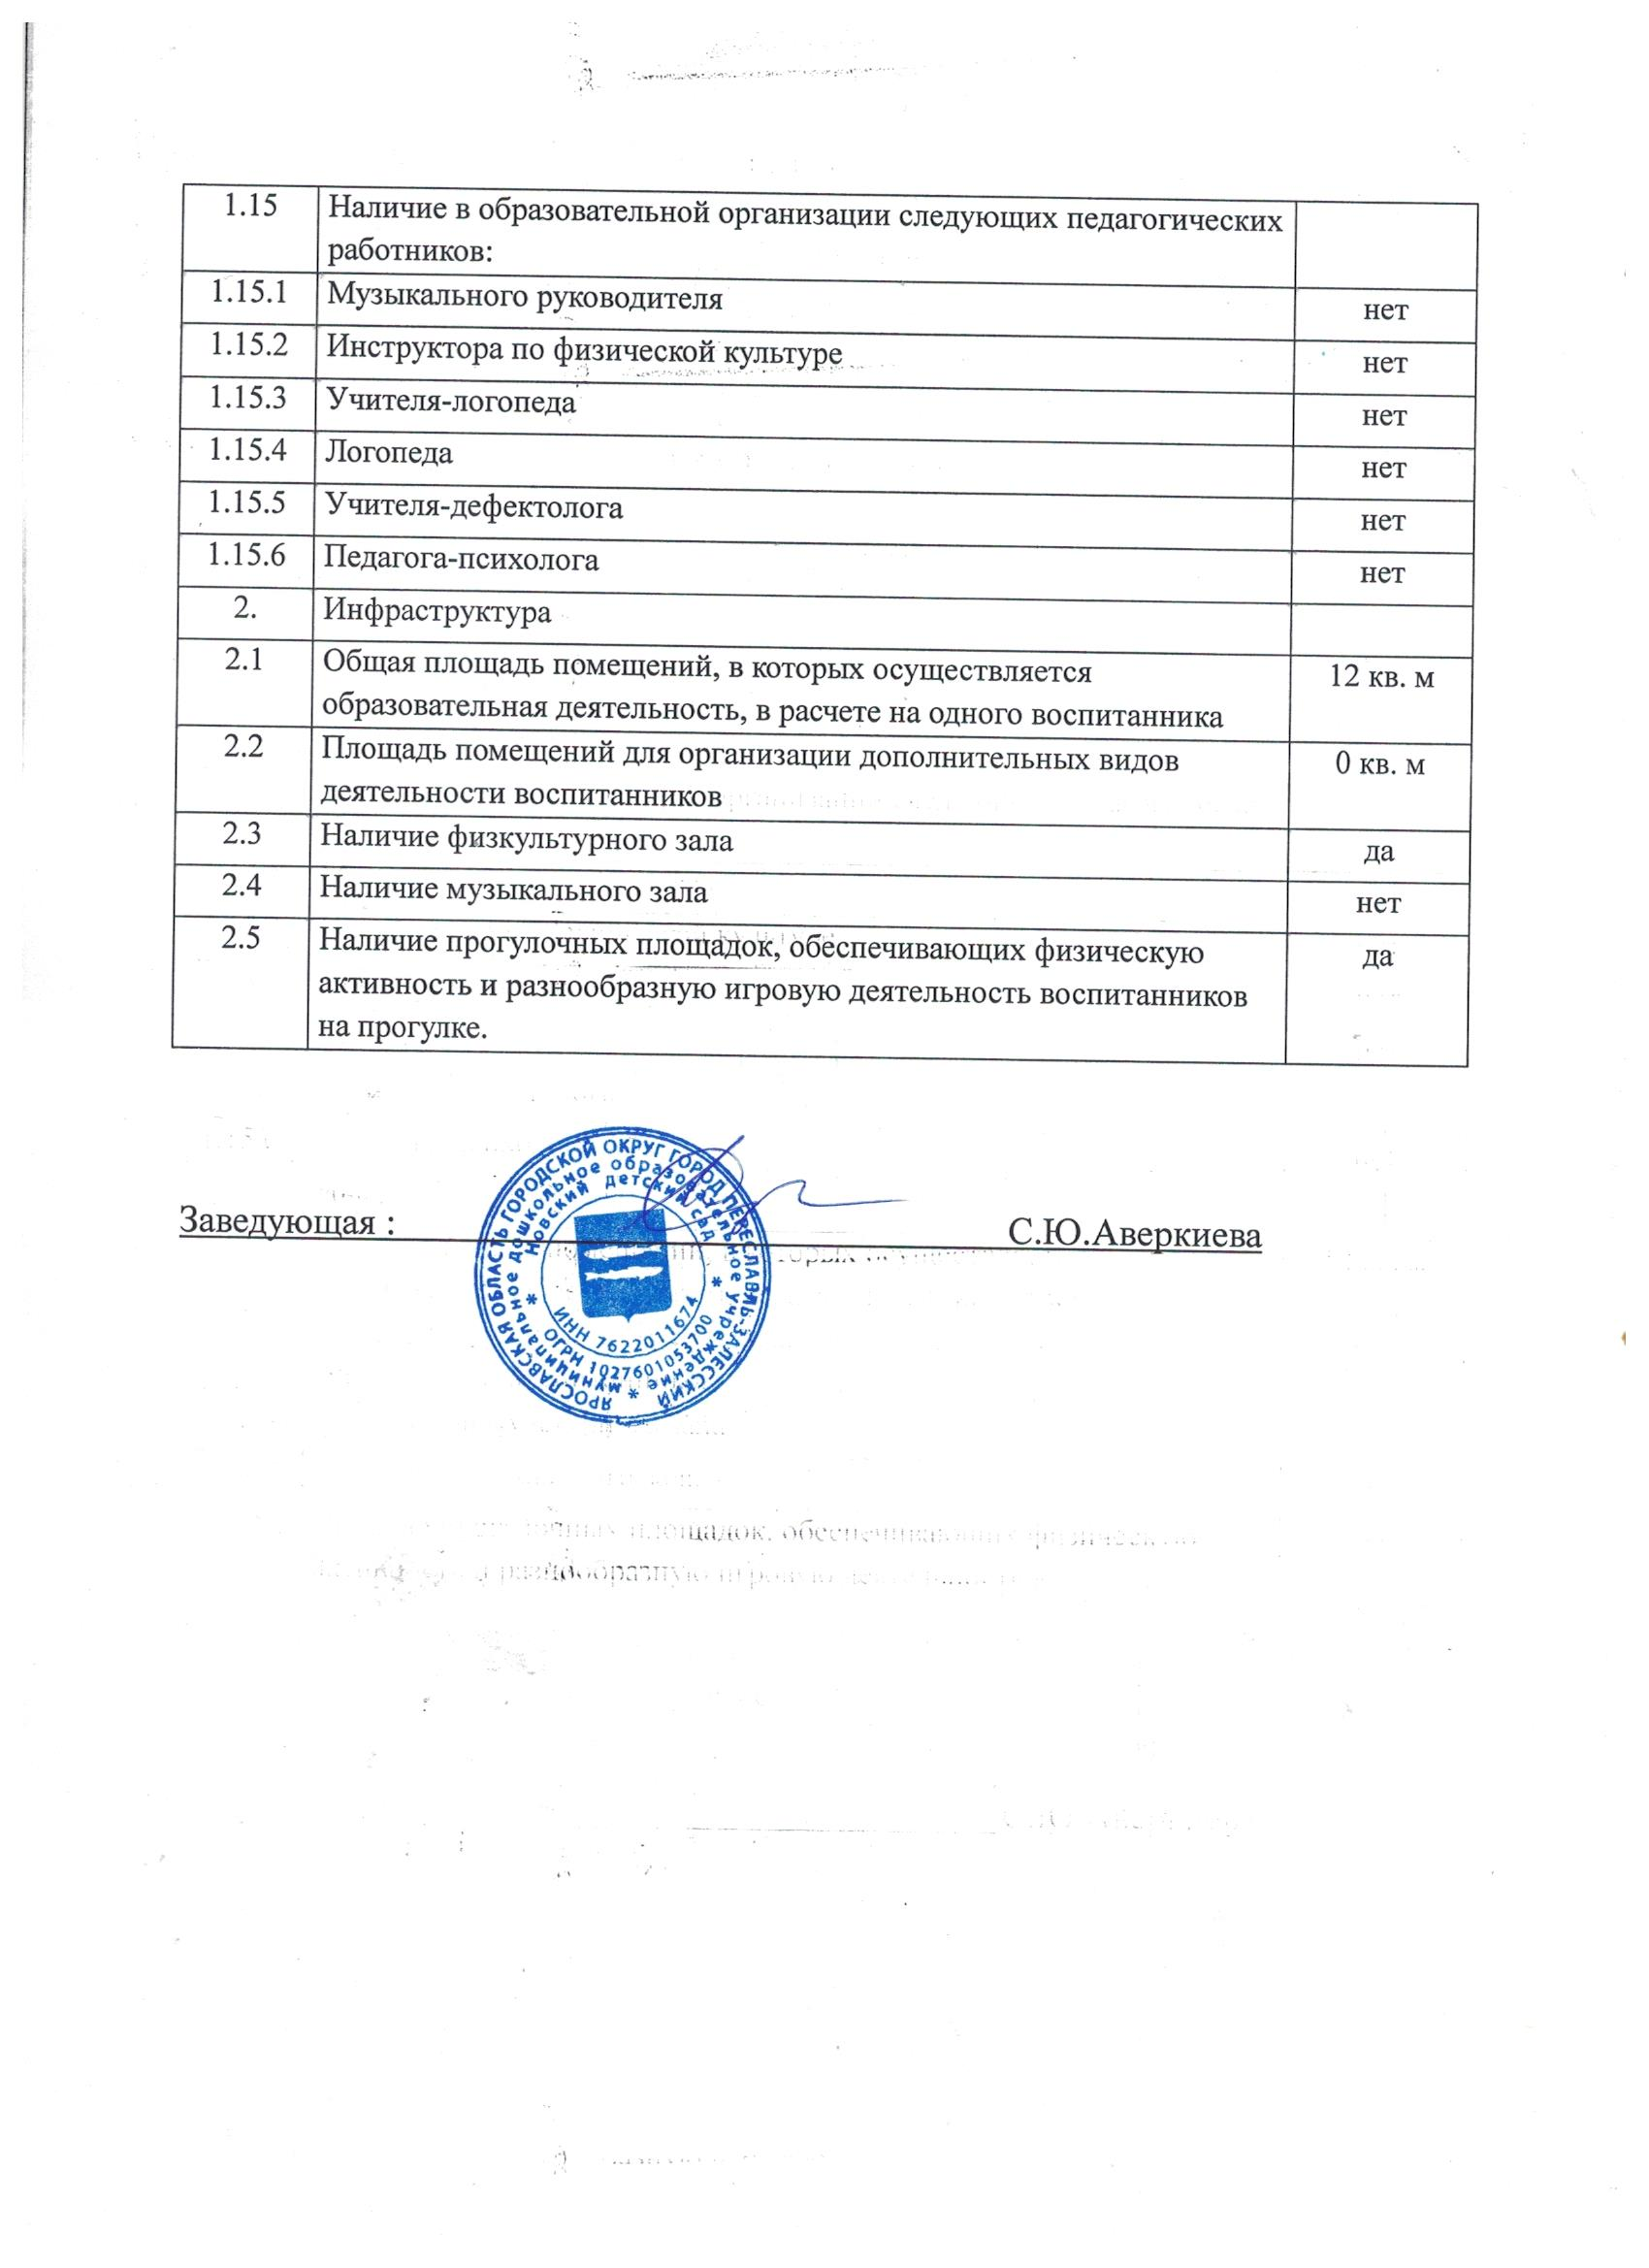 1.15 Наличие в образовательной организации следующих педагогических
работников:
1.15.1 Музыкального руководителя нет
1.15.2 Инструктора по физической культуре нет
1.15.3 Учителя-логопеда нет
1.15.4 Логопеда нет
1.15.5 Учителя-дефектолога нет
1.15.6 Педагога-психолога нет
2. Инфраструктура
2.1 Общая площадь помещений, в которых осуществляется 12 кв. м
образовательная деятельность, в расчете на одного воспитанника
2.2 Площадь помещений для организации дополнительных видов 0 кв. м
деятельности воспитанников
2.3 Наличие физкультурного зала да
2.4 Наличие музыкального зала нет
2.5 Наличие прогулочных площадок, обеспечивающих физическую да
активность и разнообразную игровую деятельность воспитанников
на прогулке.
Заведующая : С.Ю.Аверкиева
ЯРОСЛАВСКАЯ ОБЛАСТЬ ГОРОДСКОЙ ОКРУГ ГОРОД ПЕРЕСЛАВЛЬ-ЗАЛЕССКИЙ
* муниципальное дошкольное образовательное учреждение
* Новский детский сад *
ОГРН 1027601053700
ИНН 7622011674